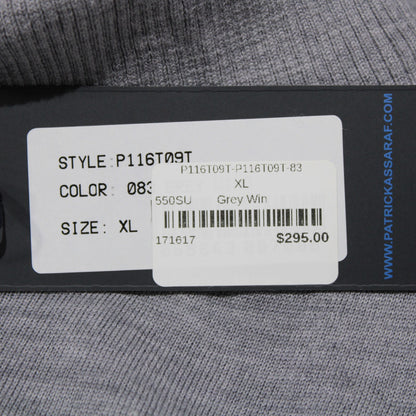 STYLE: P116T09T
COLOR: 083
SIZE: XL
P116T09T-P116T09T-83
XL
550SU Grey Win
171617 $295.00
WWW.PATRICKASSARAF.COM